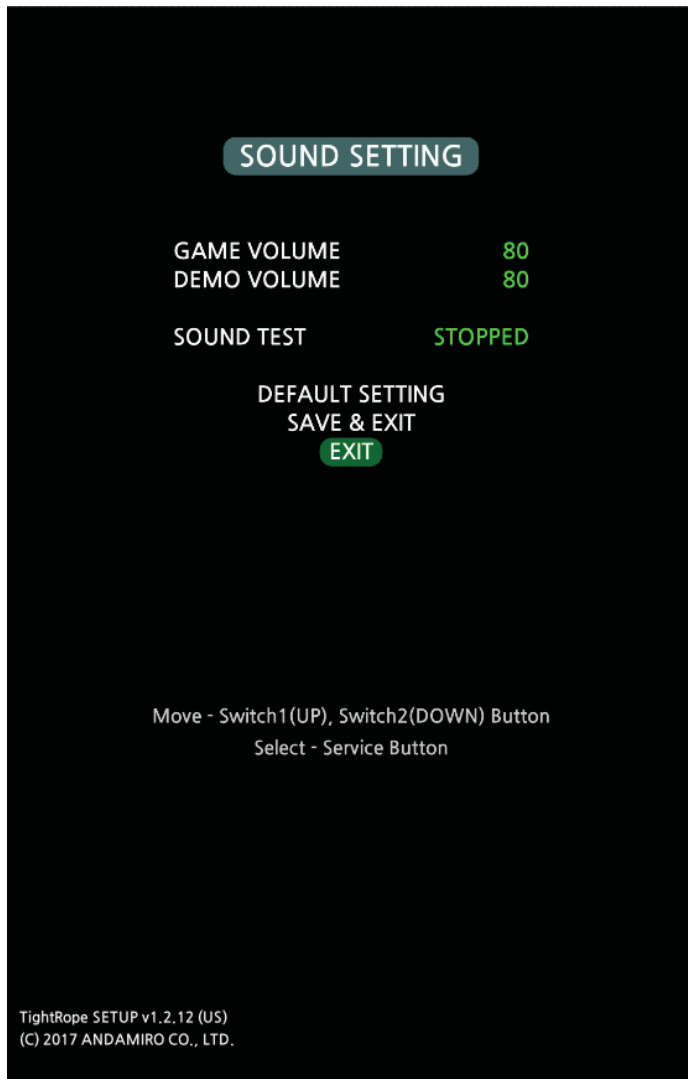 SOUND SETTING
GAME VOLUME 80
DEMO VOLUME 80
SOUND TEST STOPPED
DEFAULT SETTING
SAVE & EXIT
EXIT
Move - Switch1(UP), Switch2(DOWN) Button
Select - Service Button
TightRope SETUP v1.2.12 (US)
(C) 2017 ANDAMIRO CO., LTD.